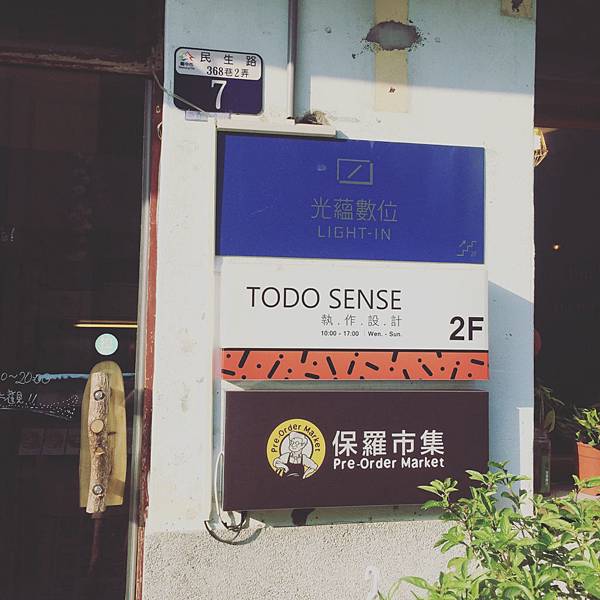 民生路
368巷2弄
7
光蘊數位
LIGHT-IN
TODO SENSE
執.作.設.計
10:00 - 17:00 Wen. - Sun.
2F
Pre-Order Market
保羅市集
Pre-Order Market